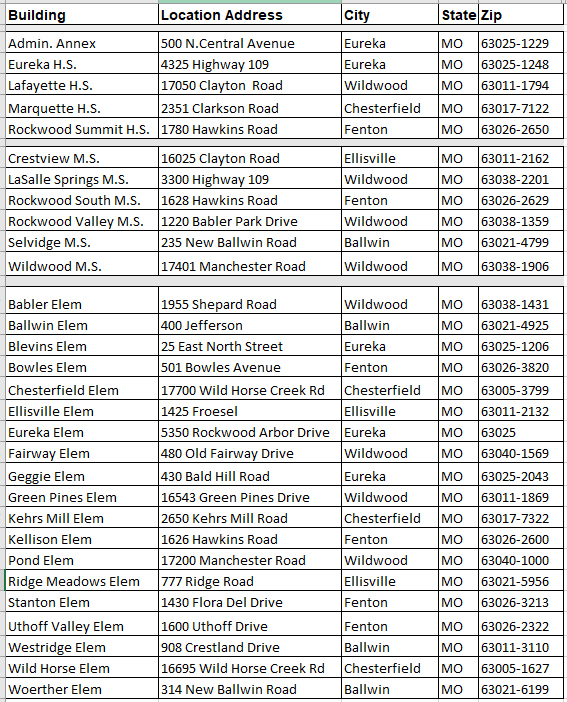 Building Location Address City State Zip
Admin. Annex 500 N.Central Avenue Eureka MO 63025-1229
Eureka H.S. 4325 Highway 109 Eureka MO 63025-1248
Lafayette H.S. 17050 Clayton  Road Wildwood MO 63011-1794
Marquette H.S. 2351 Clarkson Road Chesterfield MO 63017-7122
Rockwood Summit H.S. 1780 Hawkins Road Fenton MO 63026-2650
Crestview M.S. 16025 Clayton Road Ellisville MO 63011-2162
LaSalle Springs M.S. 3300 Highway 109 Wildwood MO 63038-2201
Rockwood South M.S. 1628 Hawkins Road Fenton MO 63026-2629
Rockwood Valley M.S. 1220 Babler Park Drive Wildwood MO 63038-1359
Selvidge M.S. 235 New Ballwin Road Ballwin MO 63021-4799
Wildwood M.S. 17401 Manchester Road Wildwood MO 63038-1906
Babler Elem 1955 Shepard Road Wildwood MO 63038-1431
Ballwin Elem 400 Jefferson Ballwin MO 63021-4925
Blevins Elem 25 East North Street Eureka MO 63025-1206
Bowles Elem 501 Bowles Avenue Fenton MO 63026-3820
Chesterfield Elem 17700 Wild Horse Creek Rd Chesterfield MO 63005-3799
Ellisville Elem 1425 Froesel Ellisville MO 63011-2132
Eureka Elem 5350 Rockwood Arbor Drive Eureka MO 63025
Fairway Elem 480 Old Fairway Drive Wildwood MO 63040-1569
Geggie Elem 430 Bald Hill Road Eureka MO 63025-2043
Green Pines Elem 16543 Green Pines Drive Wildwood MO 63011-1869
Kehrs Mill Elem 2650 Kehrs Mill Road Chesterfield MO 63017-7322
Kellison Elem 1626 Hawkins Road Fenton MO 63026-2600
Pond Elem 17200 Manchester Road Wildwood MO 63040-1000
Ridge Meadows Elem 777 Ridge Road Ellisville MO 63021-5956
Stanton Elem 1430 Flora Del Drive Fenton MO 63026-3213
Uthoff Valley Elem 1600 Uthoff Drive Fenton MO 63026-2322
Westridge Elem 908 Crestland Drive Ballwin MO 63011-3110
Wild Horse Elem 16695 Wild Horse Creek Rd Chesterfield MO 63005-1627
Woerther Elem 314 New Ballwin Road Ballwin MO 63021-6199